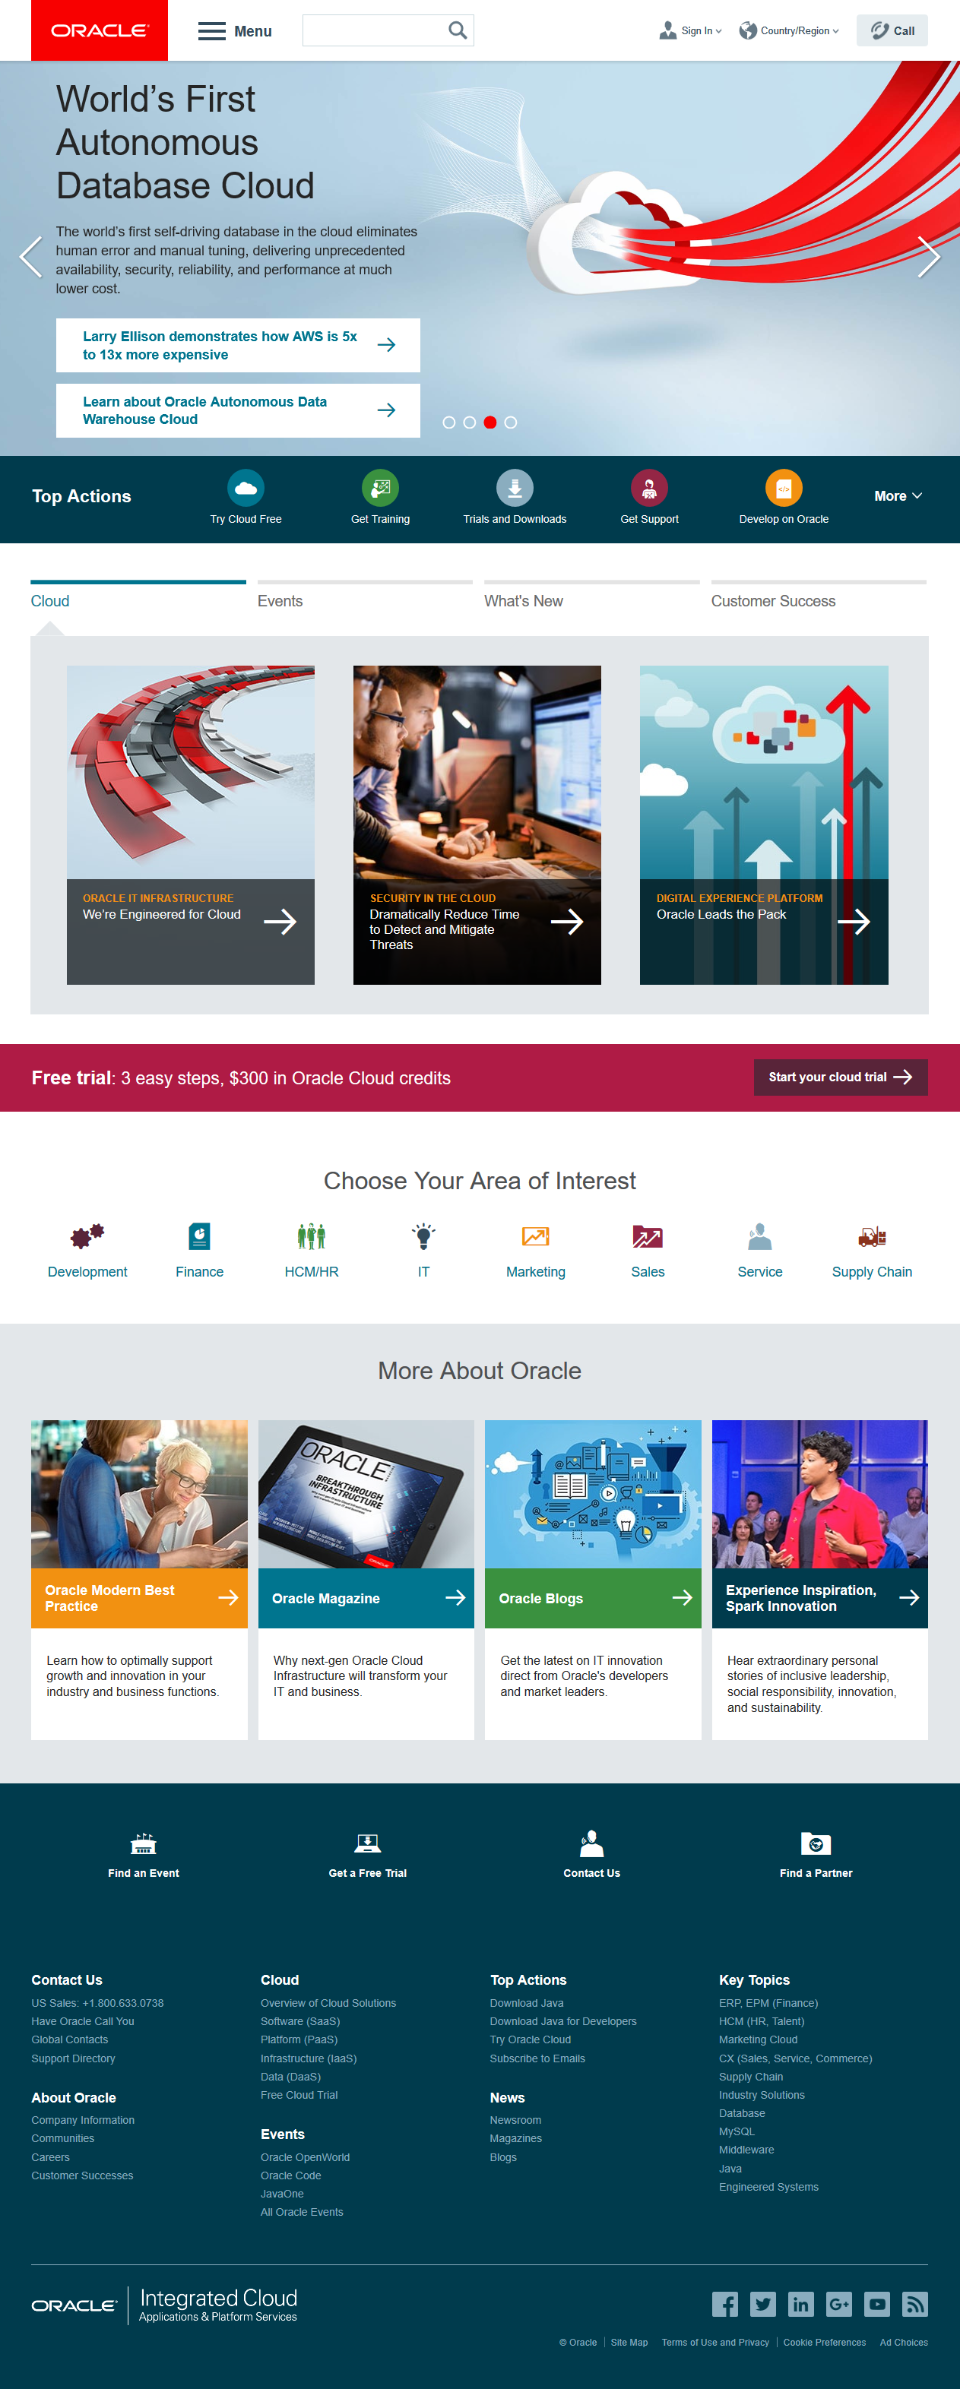 ORACLE
Menu
Sign In
Country/Region
Call
World's First
Autonomous
Database Cloud
The world's first self-driving database in the cloud eliminates
human error and manual tuning, delivering unprecedented
availability, security, reliability, and performance at much
lower cost.
Larry Ellison demonstrates how AWS is 5x
to 13x more expensive
Learn about Oracle Autonomous Data
Warehouse Cloud
Top Actions
Try Cloud Free
Get Training
Trials and Downloads
Get Support
Develop on Oracle
More
Cloud
Events
What's New
Customer Success
ORACLE IT INFRASTRUCTURE
We're Engineered for Cloud
SECURITY IN THE CLOUD
Dramatically Reduce Time
to Detect and Mitigate
Threats
DIGITAL EXPERIENCE PLATFORM
Oracle Leads the Pack
Free trial: 3 easy steps, $300 in Oracle Cloud credits
Start your cloud trial
Choose Your Area of Interest
Development
Finance
HCM/HR
IT
Marketing
Sales
Service
Supply Chain
More About Oracle
ORACLE
BREAKTHROUGH
INFRASTRUCTURE
Oracle Modern Best
Practice
Learn how to optimally support
growth and innovation in your
industry and business functions.
Oracle Magazine
Why next-gen Oracle Cloud
Infrastructure will transform your
IT and business.
Oracle Blogs
Get the latest on IT innovation
direct from Oracle's developers
and market leaders.
Experience Inspiration,
Spark Innovation
Hear extraordinary personal
stories of inclusive leadership,
social responsibility, innovation,
and sustainability.
Find an Event
Get a Free Trial
Contact Us
Find a Partner
Contact Us
US Sales: +1.800.633.0738
Have Oracle Call You
Global Contacts
Support Directory
About Oracle
Company Information
Communities
Careers
Customer Successes
Cloud
Overview of Cloud Solutions
Software (SaaS)
Platform (PaaS)
Infrastructure (IaaS)
Data (DaaS)
Free Cloud Trial
Events
Oracle OpenWorld
Oracle Code
JavaOne
All Oracle Events
Top Actions
Download Java
Download Java for Developers
Try Oracle Cloud
Subscribe to Emails
News
Newsroom
Magazines
Blogs
Key Topics
ERP, EPM (Finance)
HCM (HR, Talent)
Marketing Cloud
CX (Sales, Service, Commerce)
Supply Chain
Industry Solutions
Database
MySQL
Middleware
Java
Engineered Systems
ORACLE
Integrated Cloud
Applications & Platform Services
© Oracle
Site Map
Terms of Use and Privacy
Cookie Preferences
Ad Choices